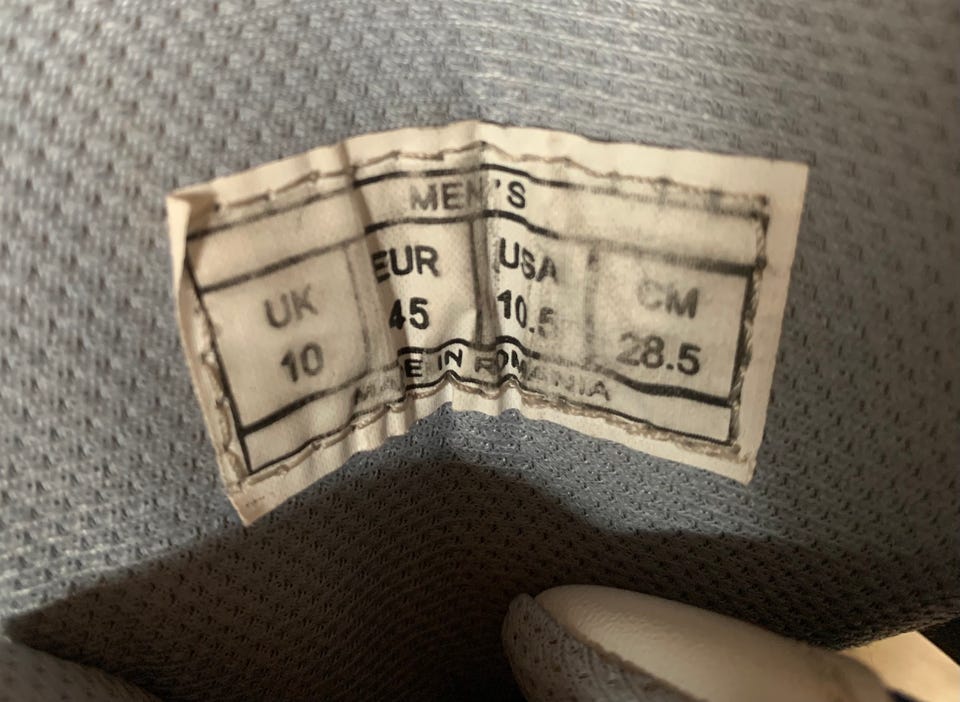 MEN'S
UK EUR USA CM
10 45 10.5 28.5
MADE IN ROMANIA